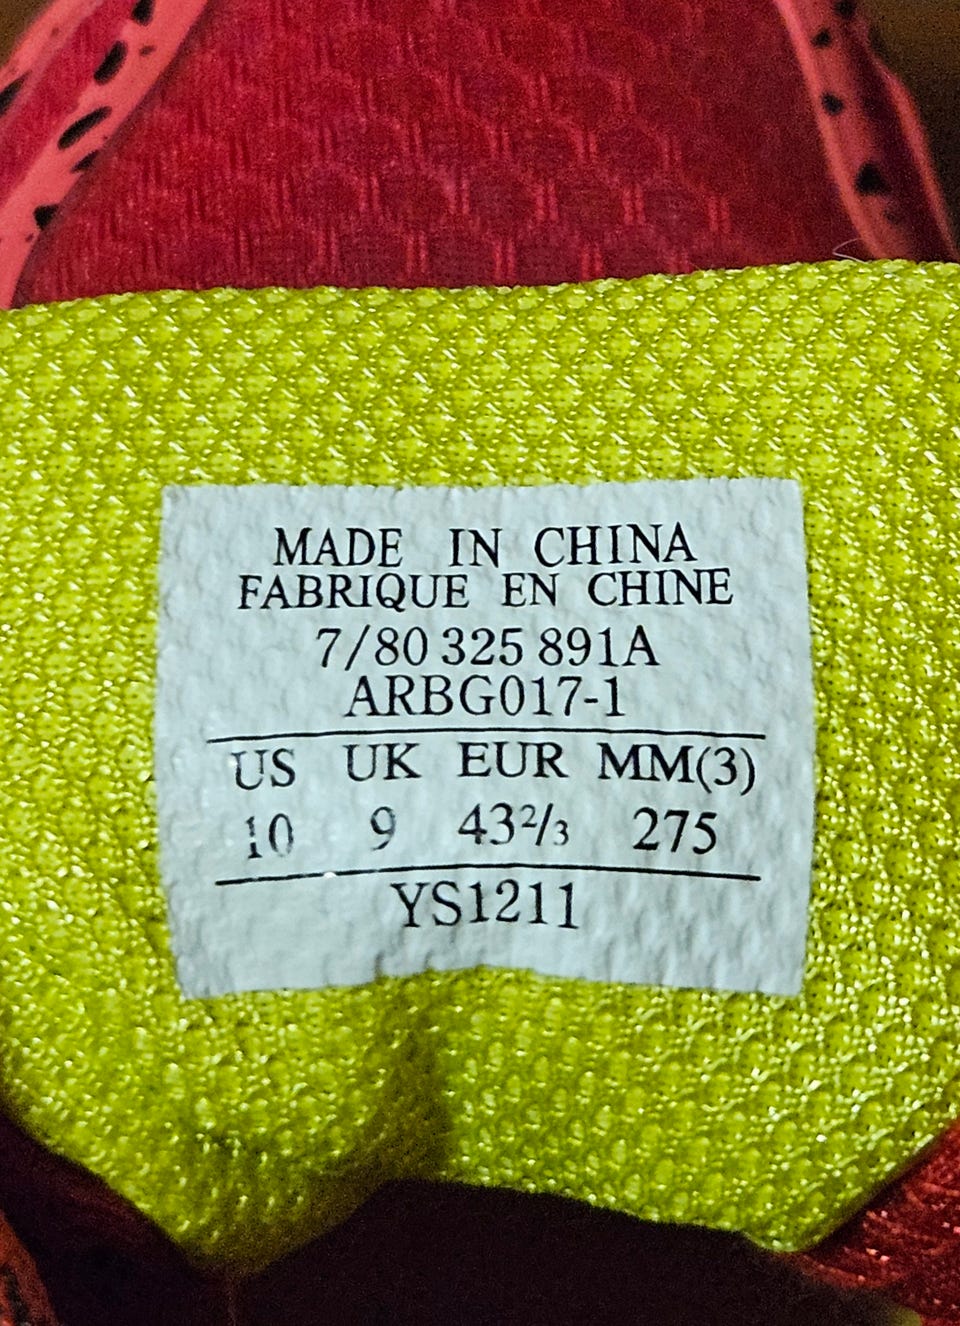 MADE IN CHINA
FABRIQUE EN CHINE
7/80 325 891A
ARBG017-1
US UK EUR MM(3)
10 9 43²/₃ 275
YS1211